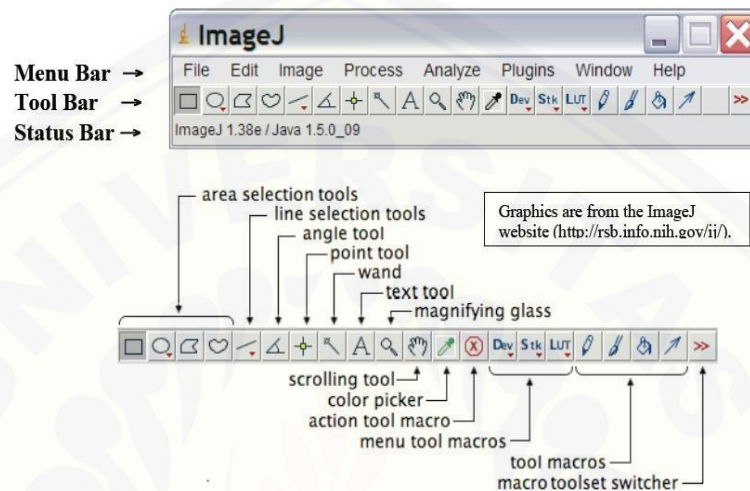 ImageJ
Menu Bar →
File Edit Image Process Analyze Plugins Window Help
Tool Bar →
Dev Stk LUT >>
Status Bar →
ImageJ 1.38e / Java 1.5.0_09
area selection tools
line selection tools
angle tool
point tool
wand
text tool
magnifying glass
Graphics are from the ImageJ
website (http://rsb.info.nih.gov/ij/).
A Dev Stk LUT >>
scrolling tool
color picker
action tool macro
menu tool macros
tool macros
macro toolset switcher